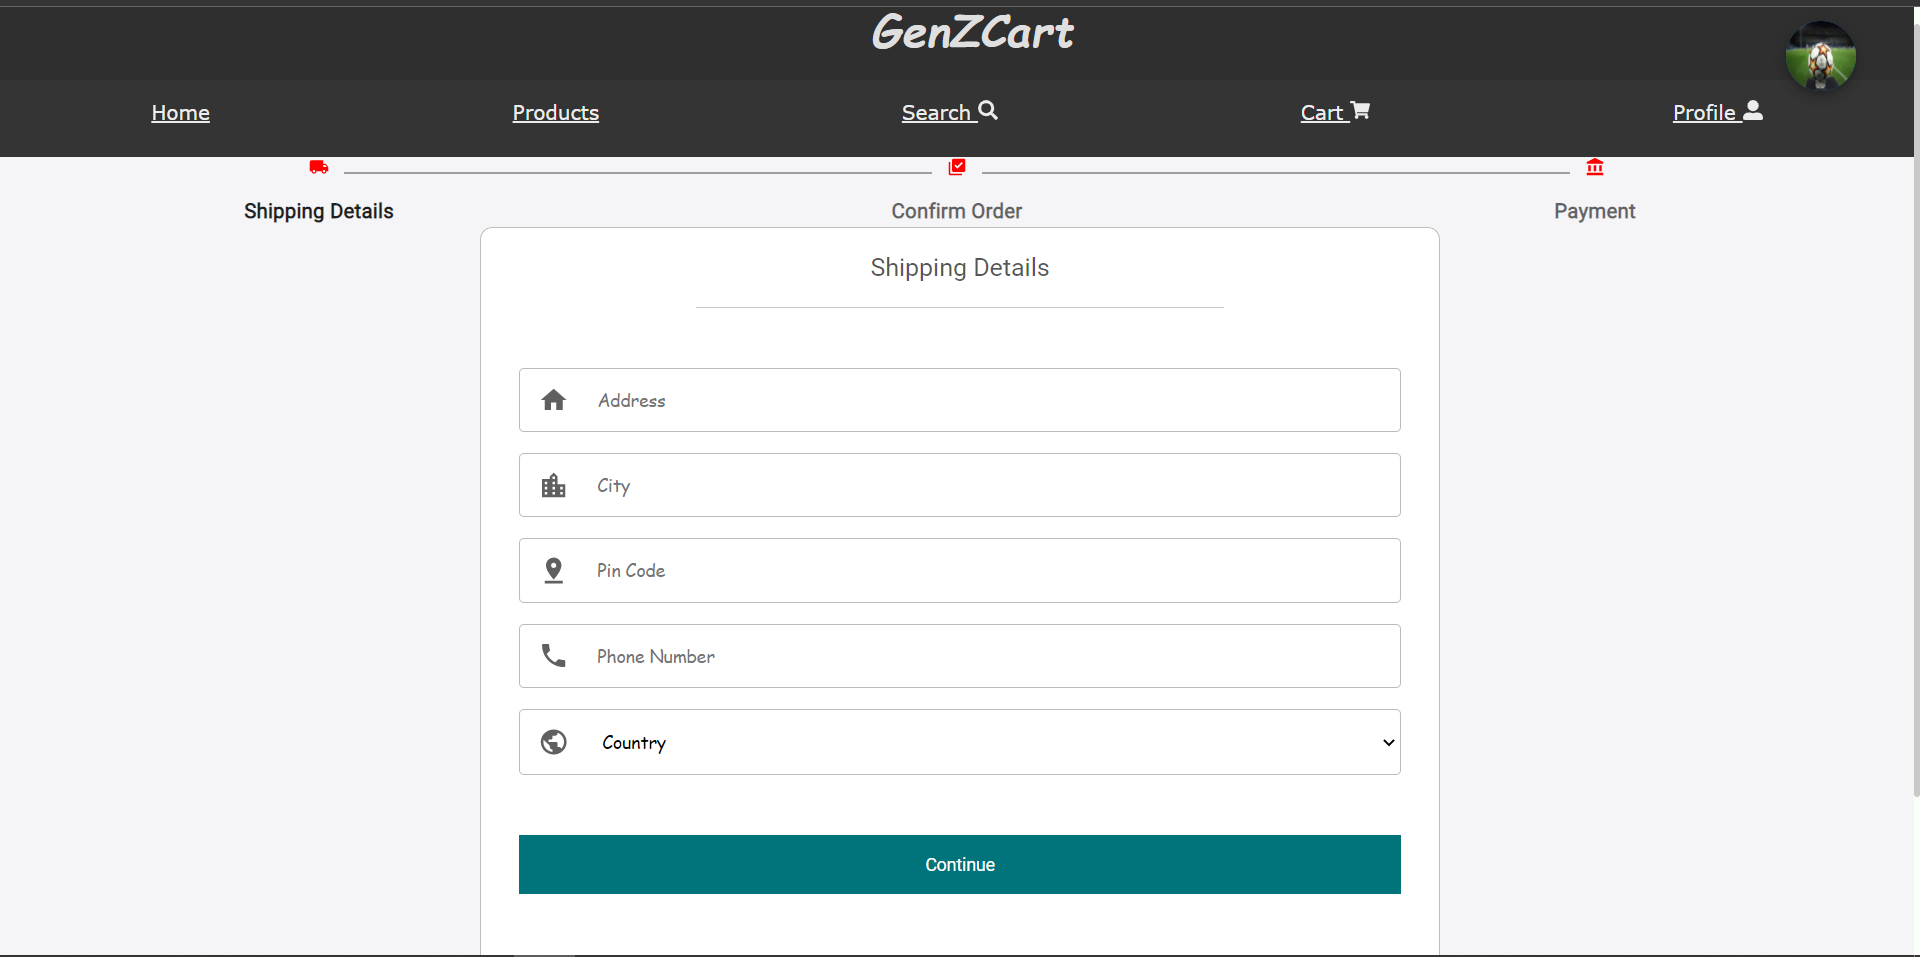 GenZCart
Home Products Search Cart Profile
Shipping Details Confirm Order Payment
Shipping Details
Address
City
Pin Code
Phone Number
Country
Continue